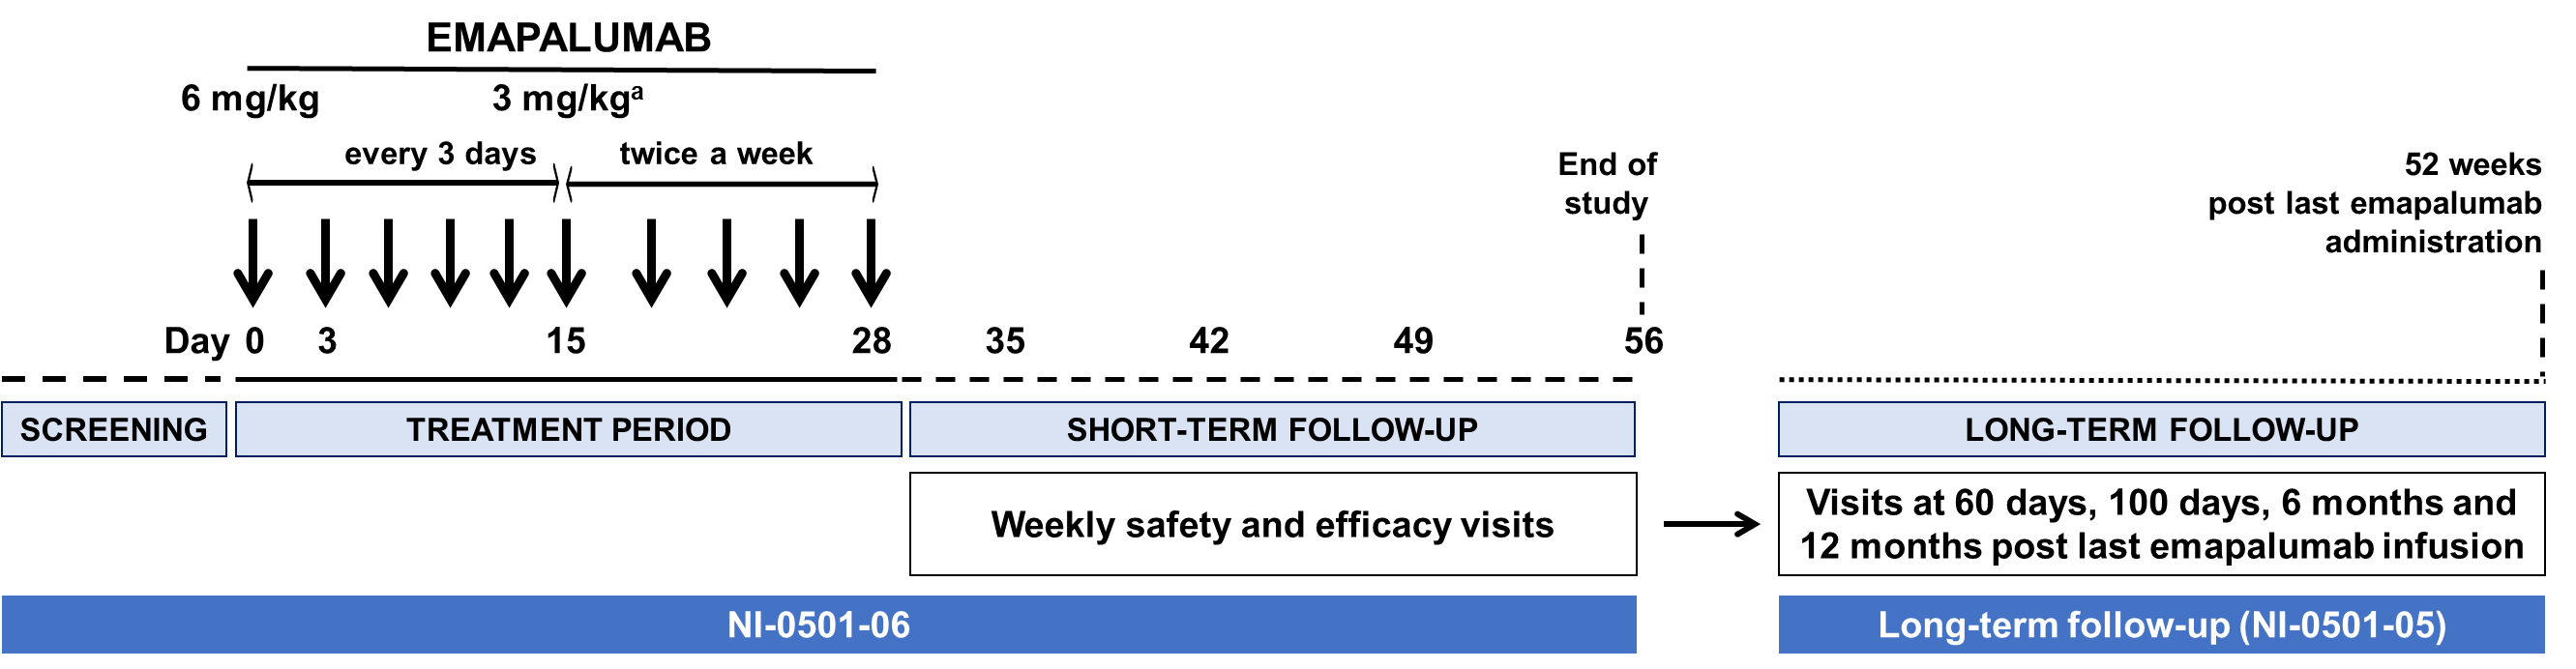 EMAPALUMAB
6 mg/kg 3 mg/kgᵃ
every 3 days twice a week
End of
study
52 weeks
post last emapalumab
administration
Day 0 3 15 28 35 42 49 56
SCREENING TREATMENT PERIOD SHORT-TERM FOLLOW-UP LONG-TERM FOLLOW-UP
Weekly safety and efficacy visits
Visits at 60 days, 100 days, 6 months and
12 months post last emapalumab infusion
NI-0501-06 Long-term follow-up (NI-0501-05)